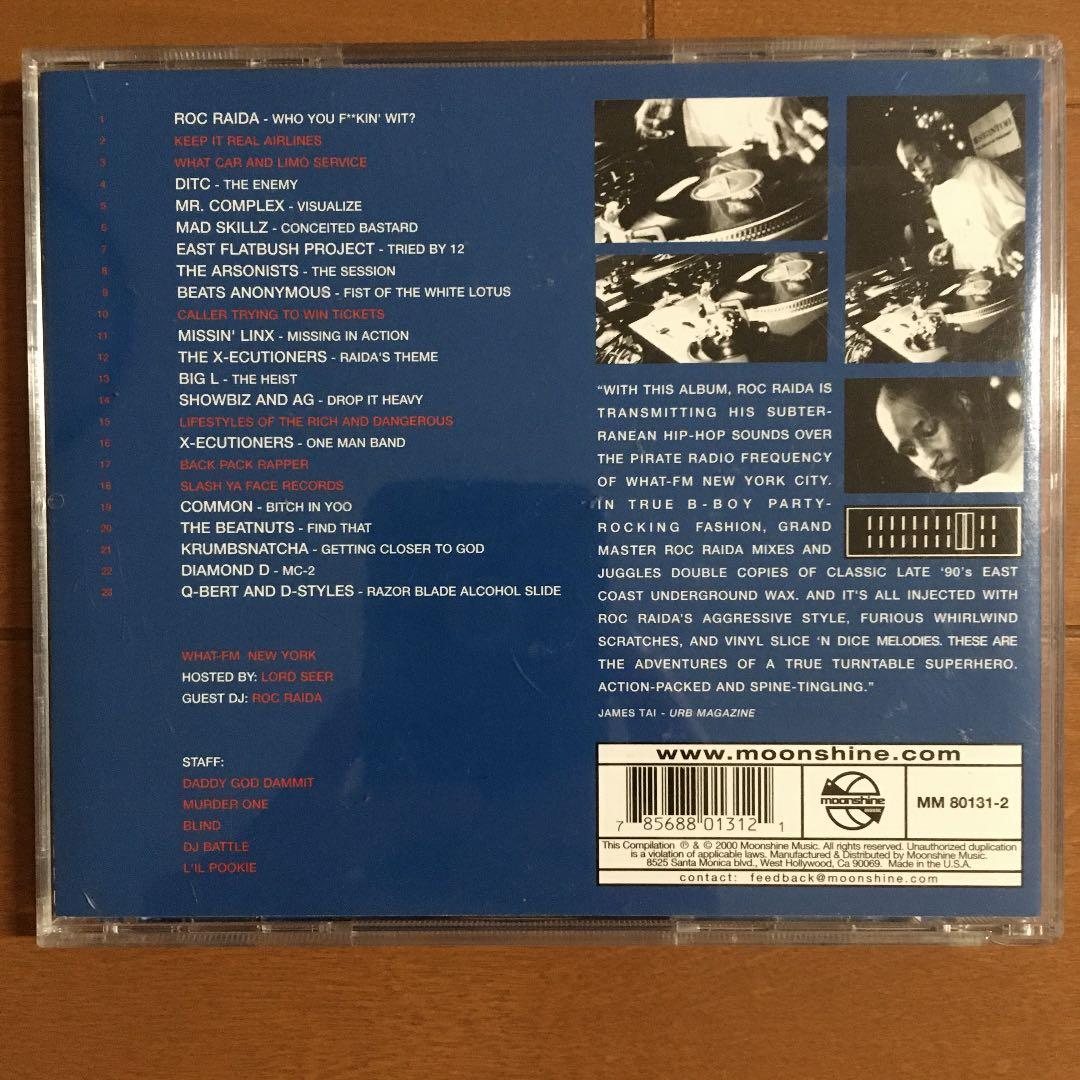 1 ROC RAIDA - WHO YOU F**KIN' WIT?
2 KEEP IT REAL AIRLINES
3 WHAT CAR AND LIMO SERVICE
4 DITC - THE ENEMY
5 MR. COMPLEX - VISUALIZE
6 MAD SKILLZ - CONCEITED BASTARD
7 EAST FLATBUSH PROJECT - TRIED BY 12
8 THE ARSONISTS - THE SESSION
9 BEATS ANONYMOUS - FIST OF THE WHITE LOTUS
10 CALLER TRYING TO WIN TICKETS
11 MISSIN' LINX - MISSING IN ACTION
12 THE X-ECUTIONERS - RAIDA'S THEME
13 BIG L - THE HEIST
14 SHOWBIZ AND AG - DROP IT HEAVY
15 LIFESTYLES OF THE RICH AND DANGEROUS
16 X-ECUTIONERS - ONE MAN BAND
17 BACK PACK RAPPER
18 SLASH YA FACE RECORDS
19 COMMON - BITCH IN YOO
20 THE BEATNUTS - FIND THAT
21 KRUMBSNATCHA - GETTING CLOSER TO GOD
22 DIAMOND D - MC-2
23 Q-BERT AND D-STYLES - RAZOR BLADE ALCOHOL SLIDE
WHAT-FM NEW YORK
HOSTED BY: LORD SEER
GUEST DJ: ROC RAIDA
STAFF:
DADDY GOD DAMMIT
MURDER ONE
BLIND
DJ BATTLE
L'IL POOKIE
"WITH THIS ALBUM, ROC RAIDA IS
TRANSMITTING HIS SUBTER-
RANEAN HIP-HOP SOUNDS OVER
THE PIRATE RADIO FREQUENCY
OF WHAT-FM NEW YORK CITY.
IN TRUE B-BOY PARTY-
ROCKING FASHION, GRAND
MASTER ROC RAIDA MIXES AND
JUGGLES DOUBLE COPIES OF CLASSIC LATE '90's EAST
COAST UNDERGROUND WAX. AND IT'S ALL INJECTED WITH
ROC RAIDA'S AGGRESSIVE STYLE, FURIOUS WHIRLWIND
SCRATCHES, AND VINYL SLICE 'N DICE MELODIES. THESE ARE
THE ADVENTURES OF A TRUE TURNTABLE SUPERHERO.
ACTION-PACKED AND SPINE-TINGLING."
JAMES TAI - URB MAGAZINE
www.moonshine.com
7 85688 01312 1
moonshine
MM 80131-2
This Compilation ℗ & © 2000 Moonshine Music. All rights reserved. Unauthorized duplication
is a violation of applicable laws. Manufactured & Distributed by Moonshine Music.
8525 Santa Monica blvd., West Hollywood, Ca 90069. Made in the U.S.A.
contact: feedback@moonshine.com